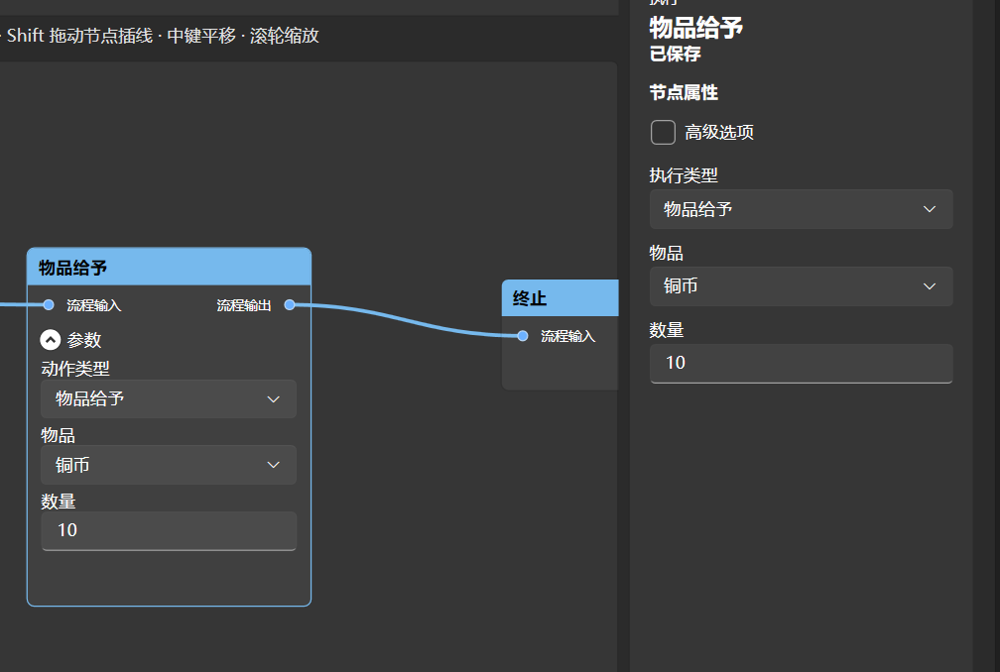 · Shift 拖动节点插线 · 中键平移 · 滚轮缩放
物品给予
流程输入 流程输出
参数
动作类型
物品给予
物品
铜币
数量
10
终止
流程输入
执行
物品给予
已保存
节点属性
高级选项
执行类型
物品给予
物品
铜币
数量
10